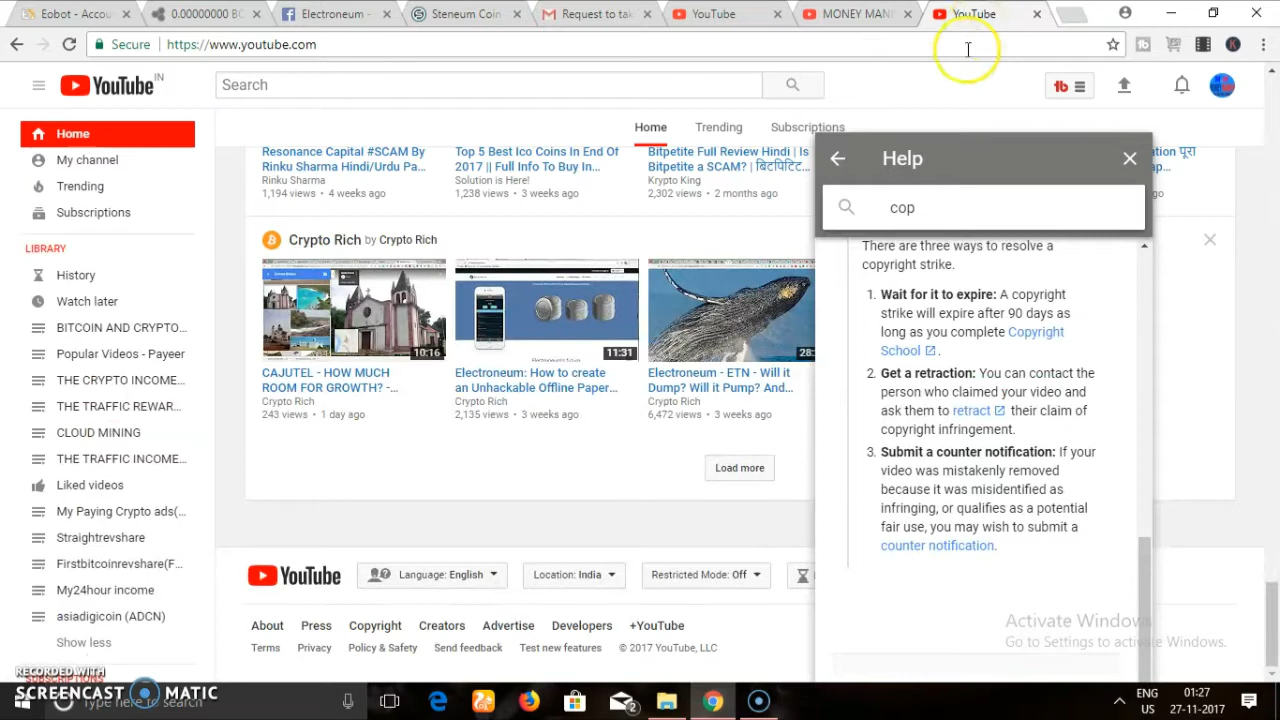 Eobot - Account
0.00000000 B
Electroneum -
Steneum Coin
Request to tak
YouTube
MONEY MAN
YouTube
Secure
https://www.youtube.com
YouTube IN
Search
Home
Trending
Subscriptions
Home
My channel
Trending
Subscriptions
LIBRARY
History
Watch later
BITCOIN AND CRYPTO...
Popular Videos - Payeer
THE CRYPTO INCOME...
THE TRAFFIC REWAR...
CLOUD MINING
THE TRAFFIC INCOME...
Liked videos
My Paying Crypto ads(...
Straightrevshare
Firstbitcoinrevshare(F...
My24hour income
asiadigicoin (ADCN)
Show less
Resonance Capital #SCAM By
Rinku Sharma Hindi/Urdu Pa...
Rinku Sharma
1,194 views • 4 weeks ago
Top 5 Best Ico Coins In End Of
2017 || Full Info To Buy In...
Solution is Here!
1,238 views • 3 weeks ago
Bitpetite Full Review Hindi | Is
Bitpetite a SCAM? | बिटपिटिट...
Krypto King
2,302 views • 2 months ago
पूरा
Crypto Rich by Crypto Rich
10:16
11:31
28:
CAJUTEL - HOW MUCH
ROOM FOR GROWTH? -...
Crypto Rich
243 views • 1 day ago
Electroneum: How to create
an Unhackable Offline Paper...
Crypto Rich
2,135 views • 3 weeks ago
Electroneum - ETN - Will it
Dump? Will it Pump? And...
Crypto Rich
6,472 views • 3 weeks ago
Load more
Help
cop
There are three ways to resolve a
copyright strike.
1. Wait for it to expire: A copyright
strike will expire after 90 days as
long as you complete Copyright
School .
2. Get a retraction: You can contact the
person who claimed your video and
ask them to retract their claim of
copyright infringement.
3. Submit a counter notification: If your
video was mistakenly removed
because it was misidentified as
infringing, or qualifies as a potential
fair use, you may wish to submit a
counter notification.
YouTube
Language: English
Location: India
Restricted Mode: Off
About
Press
Copyright
Creators
Advertise
Developers
+YouTube
Terms
Privacy
Policy & Safety
Send feedback
Test new features
© 2017 YouTube, LLC
Activate Windows
Go to Settings to activate Windows.
RECORDED WITH
SCREENCAST MATIC
Type here to search
2
ENG
US
01:27
27-11-2017